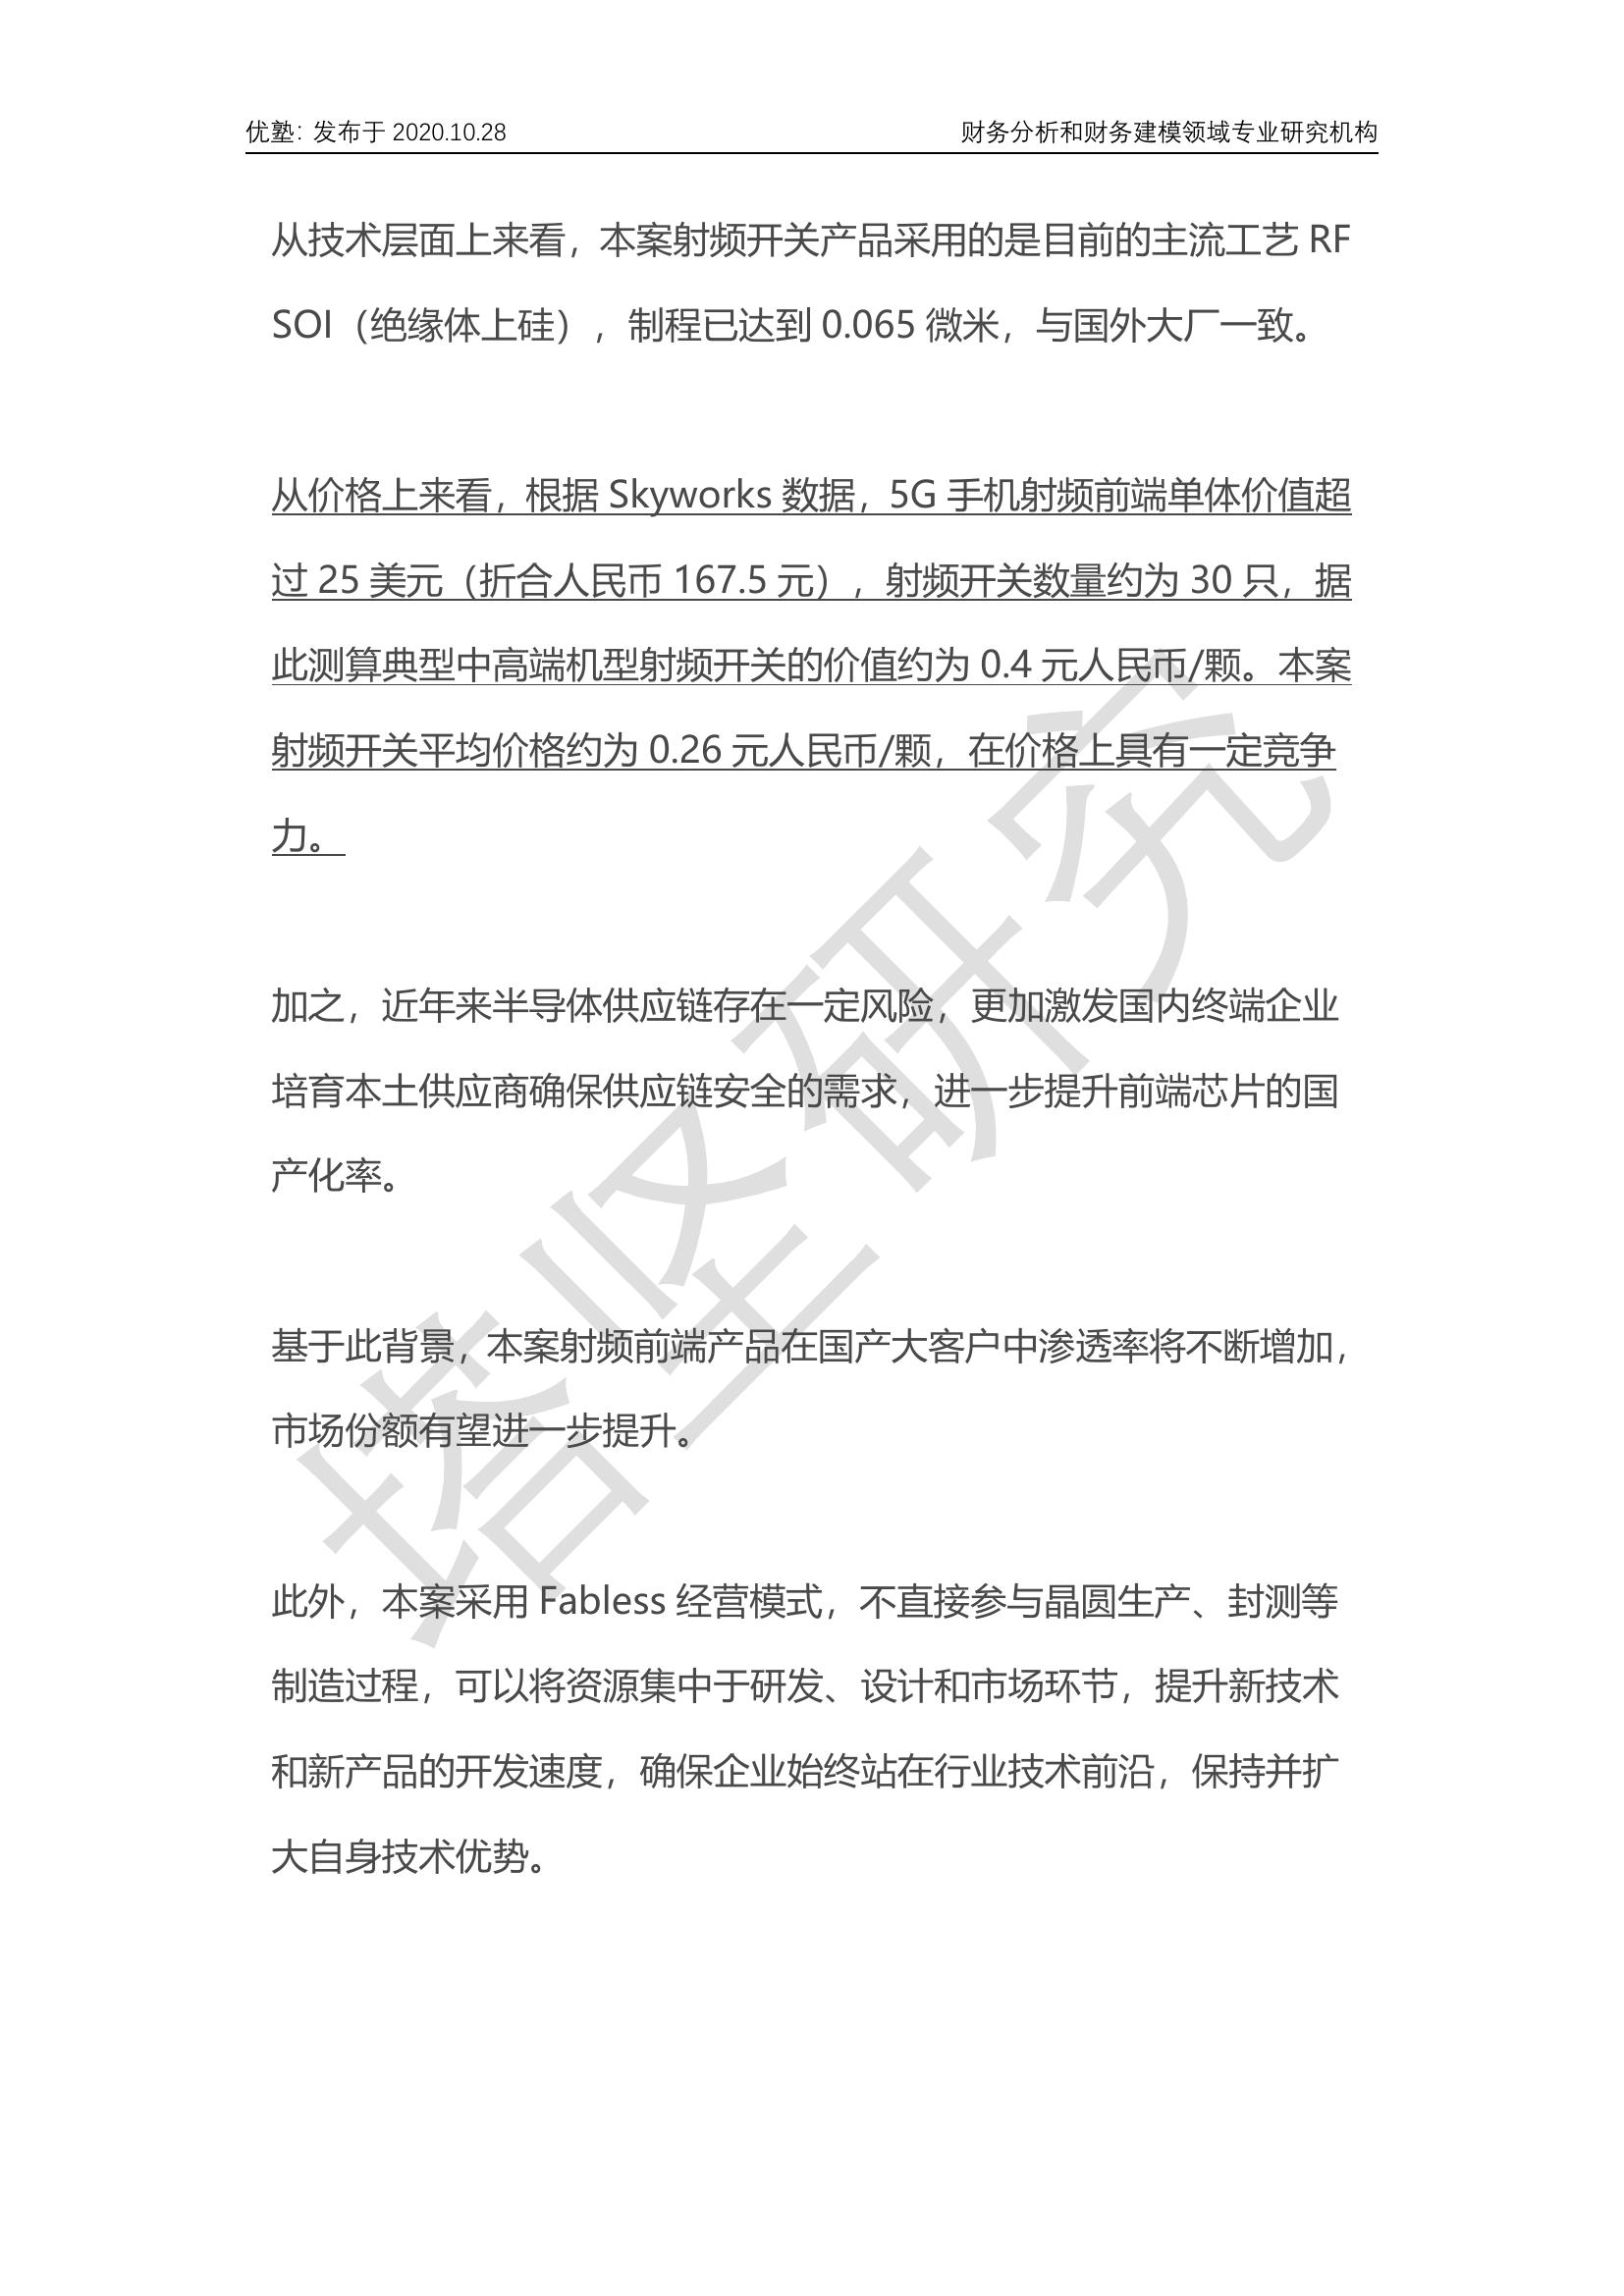 优塾：发布于 2020.10.28 财务分析和财务建模领域专业研究机构
从技术层面上来看，本案射频开关产品采用的是目前的主流工艺 RF
SOI（绝缘体上硅），制程已达到 0.065 微米，与国外大厂一致。
从价格上来看，根据 Skyworks 数据，5G 手机射频前端单体价值超
过 25 美元（折合人民币 167.5 元），射频开关数量约为 30 只，据
此测算典型中高端机型射频开关的价值约为 0.4 元人民币/颗。本案
射频开关平均价格约为 0.26 元人民币/颗，在价格上具有一定竞争
力。
加之，近年来半导体供应链存在一定风险，更加激发国内终端企业
培育本土供应商确保供应链安全的需求，进一步提升前端芯片的国
产化率。
基于此背景，本案射频前端产品在国产大客户中渗透率将不断增加，
市场份额有望进一步提升。
此外，本案采用 Fabless 经营模式，不直接参与晶圆生产、封测等
制造过程，可以将资源集中于研发、设计和市场环节，提升新技术
和新产品的开发速度，确保企业始终站在行业技术前沿，保持并扩
大自身技术优势。
塔坚研究